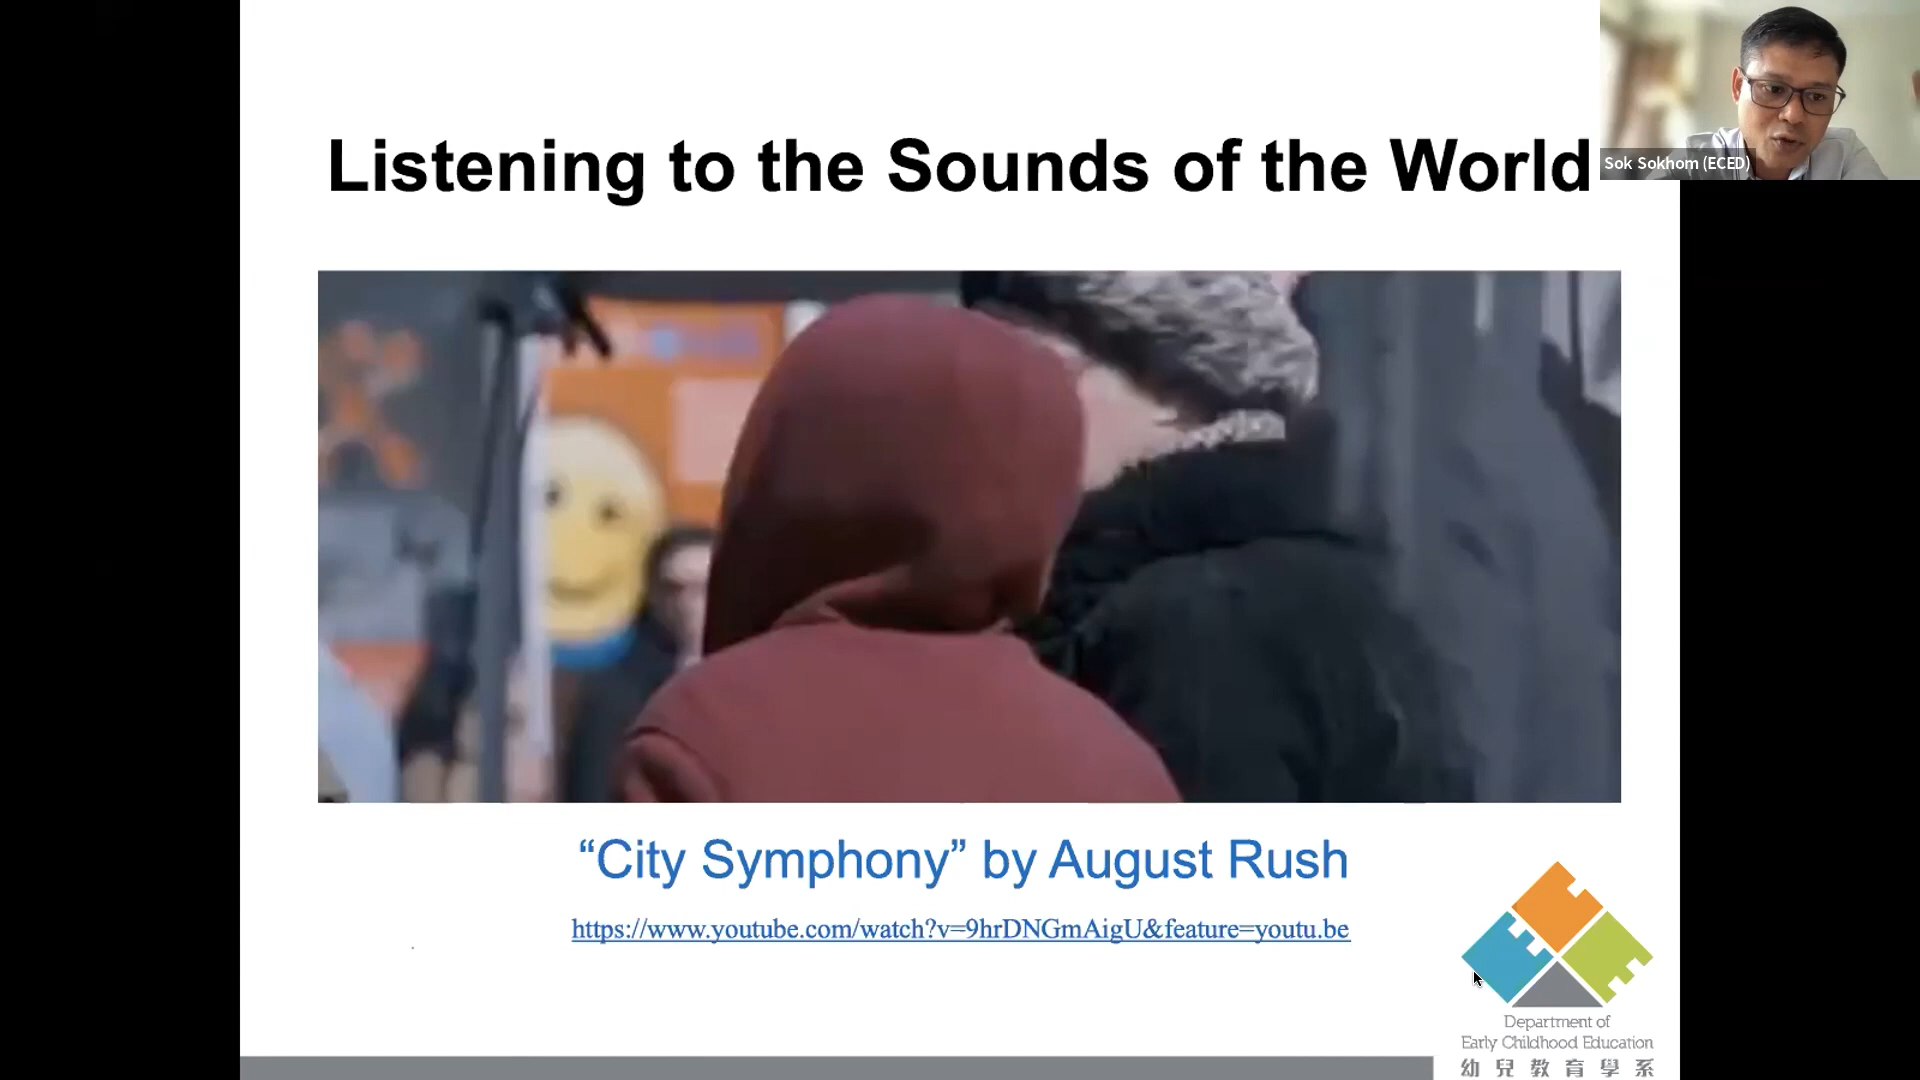 Listening to the Sounds of the World
Sok Sokhom (ECED)
“City Symphony” by August Rush
https://www.youtube.com/watch?v=9hrDNGmAigU&feature=youtu.be
Department of
Early Childhood Education
幼兒教育學系